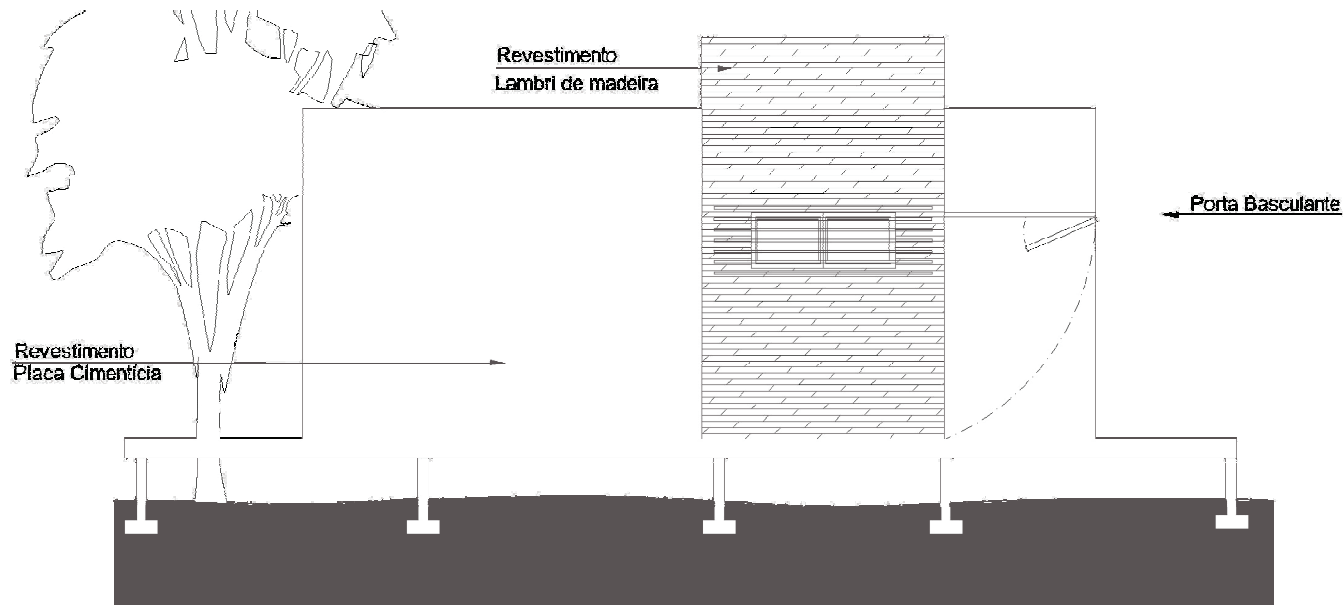 Revestimento
Lambri de madeira
Porta Basculante
Revestimento
Placa Cimentícia